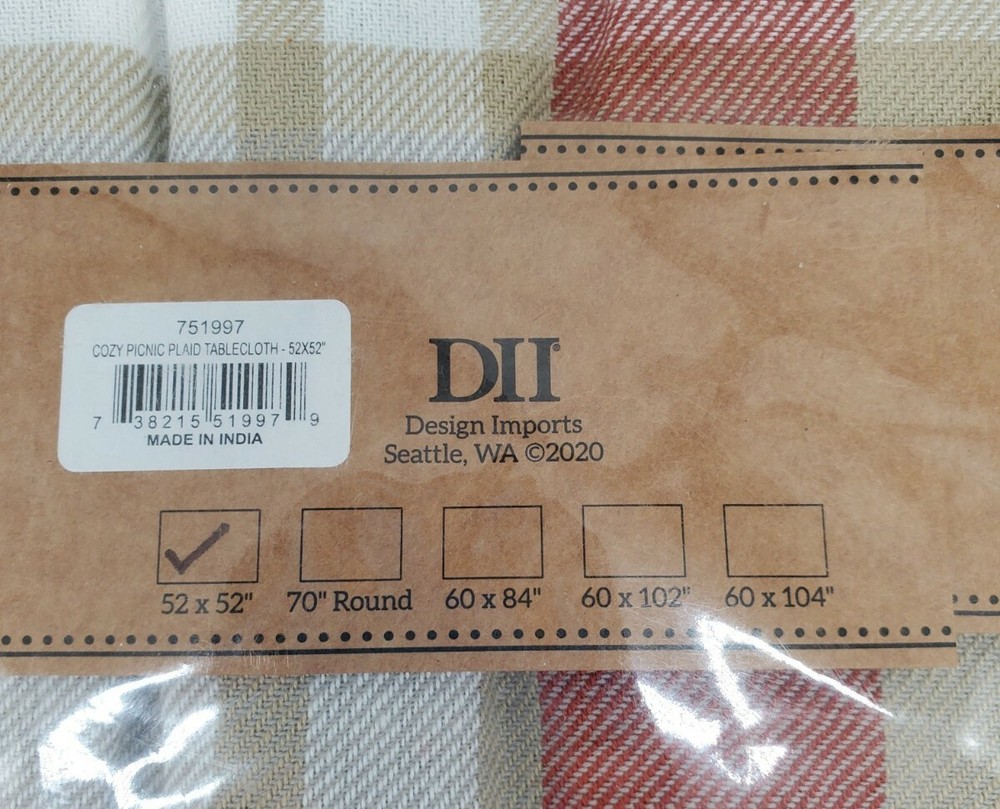 751997
COZY PICNIC PLAID TABLECLOTH - 52X52"
7 38215 51997 9
MADE IN INDIA
DII®
Design Imports
Seattle, WA ©2020
52 x 52"
70" Round
60 x 84"
60 x 102"
60 x 104"